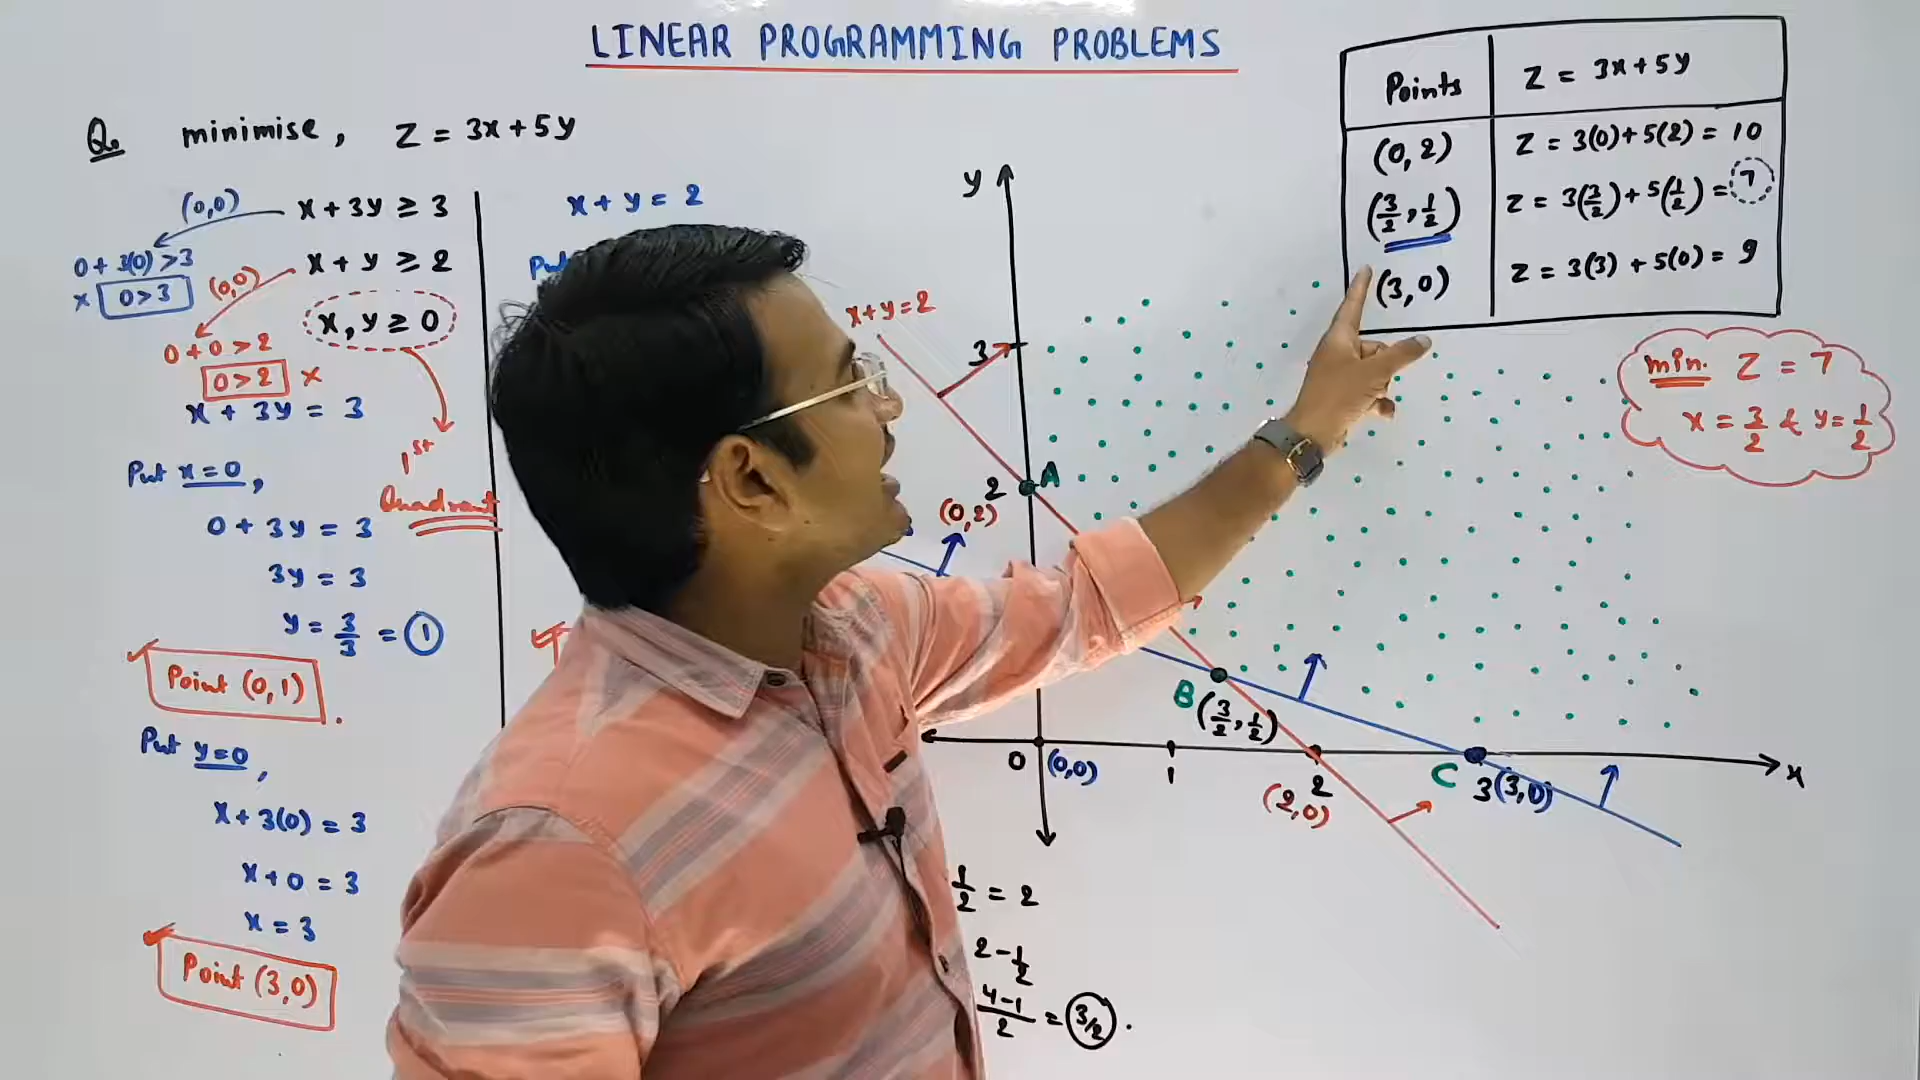 LINEAR PROGRAMMING PROBLEMS
Q. minimise, Z = 3x + 5y
(0,0) x + 3y ≥ 3
0 + 3(0) > 3
x 0 > 3
(0,0) x + y ≥ 2
x, y ≥ 0
0 + 0 > 2
0 > 2 x
1st Quadrant
x + 3y = 3
Put x=0,
0 + 3y = 3
3y = 3
y = 3/3 = 1
Point (0,1).
Put y=0,
x + 3(0) = 3
x + 0 = 3
x = 3
Point (3,0)
x + y = 2
Put
1/2 = 2
2 - 1/2
4-1/2 = 3/2.
y
x+y=2
3
2
A
(0,2)
B (3/2, 1/2)
0 (0,0)
1
2
(2,0)
C 3(3,0)
x
Points Z = 3x + 5y
(0,2) Z = 3(0) + 5(2) = 10
(3/2, 1/2) Z = 3(3/2) + 5(1/2) = 7
(3,0) Z = 3(3) + 5(0) = 9
min. Z = 7
x = 3/2 & y = 1/2